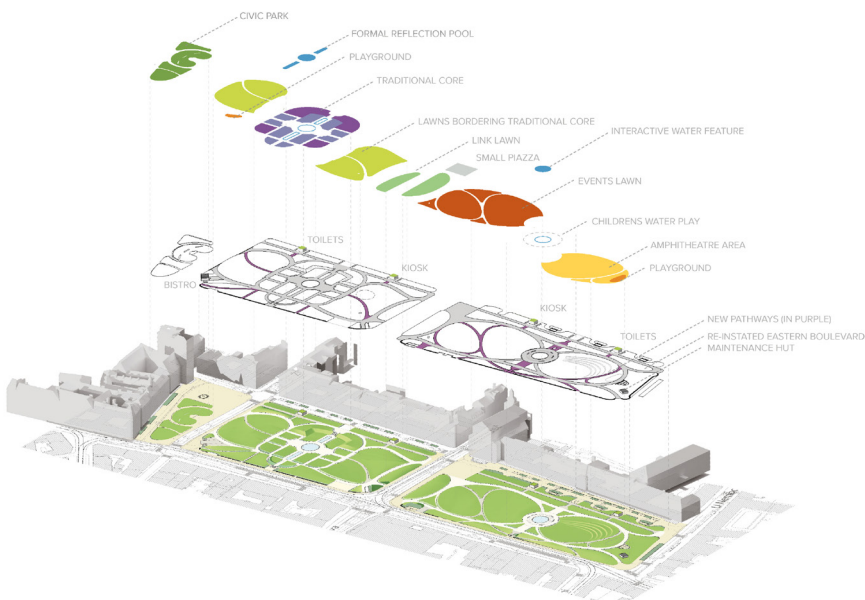 CIVIC PARK
FORMAL REFLECTION POOL
PLAYGROUND
TRADITIONAL CORE
LAWNS BORDERING TRADITIONAL CORE
LINK LAWN
SMALL PIAZZA
INTERACTIVE WATER FEATURE
EVENTS LAWN
CHILDRENS WATER PLAY
AMPHITHEATRE AREA
PLAYGROUND
TOILETS
KIOSK
BISTRO
KIOSK
TOILETS
NEW PATHWAYS (IN PURPLE)
RE-INSTATED EASTERN BOULEVARD
MAINTENANCE HUT